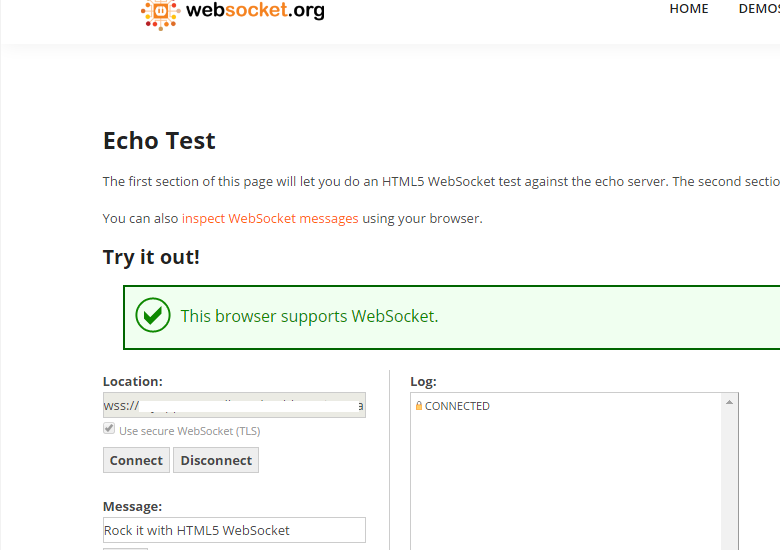 websocket.org
HOME DEMOS
Echo Test
The first section of this page will let you do an HTML5 WebSocket test against the echo server. The second sectio
You can also inspect WebSocket messages using your browser.
Try it out!
This browser supports WebSocket.
Location:
wss://
Use secure WebSocket (TLS)
Connect Disconnect
Message:
Rock it with HTML5 WebSocket
Log:
CONNECTED